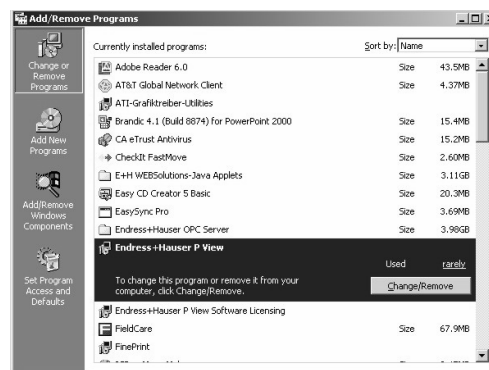 Add/Remove Programs
Change or
Remove
Programs
Add New
Programs
Add/Remove
Windows
Components
Set Program
Access and
Defaults
Currently installed programs:
Sort by: Name
Adobe Reader 6.0 Size 43.5MB
AT&T Global Network Client Size 4.37MB
ATI-Grafiktreiber-Utilities
Brandic 4.1 (Build 8874) for PowerPoint 2000 Size 15.4MB
CA eTrust Antivirus Size 15.2MB
CheckIt FastMove Size 2.60MB
E+H WEBSolutions-Java Applets Size 3.11GB
Easy CD Creator 5 Basic Size 20.3MB
EasySync Pro Size 3.69MB
Endress+Hauser OPC Server Size 3.98GB
Endress+Hauser P View
Used rarely
To change this program or remove it from your
computer, click Change/Remove.
Change/Remove
Endress+Hauser P View Software Licensing
FieldCare Size 67.9MB
FinePrint